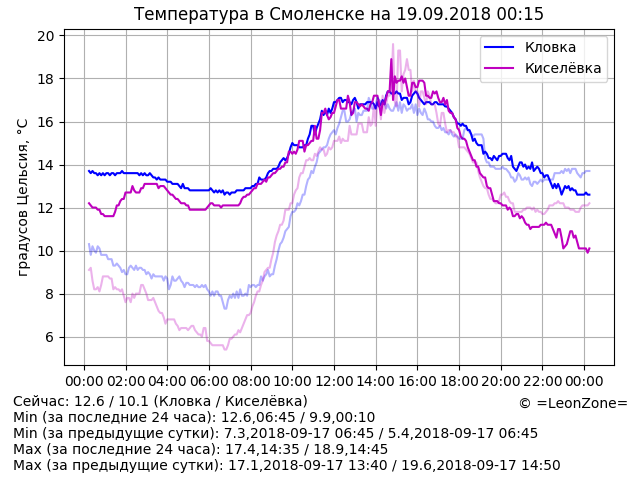 Температура в Смоленске на 19.09.2018 00:15
градусов Цельсия, °C
20
18
16
14
12
10
8
6
Кловка
Киселёвка
00:00 02:00 04:00 06:00 08:00 10:00 12:00 14:00 16:00 18:00 20:00 22:00 00:00
Сейчас: 12.6 / 10.1 (Кловка / Киселёвка)
© =LeonZone=
Min (за последние 24 часа): 12.6,06:45 / 9.9,00:10
Min (за предыдущие сутки): 7.3,2018-09-17 06:45 / 5.4,2018-09-17 06:45
Max (за последние 24 часа): 17.4,14:35 / 18.9,14:45
Max (за предыдущие сутки): 17.1,2018-09-17 13:40 / 19.6,2018-09-17 14:50